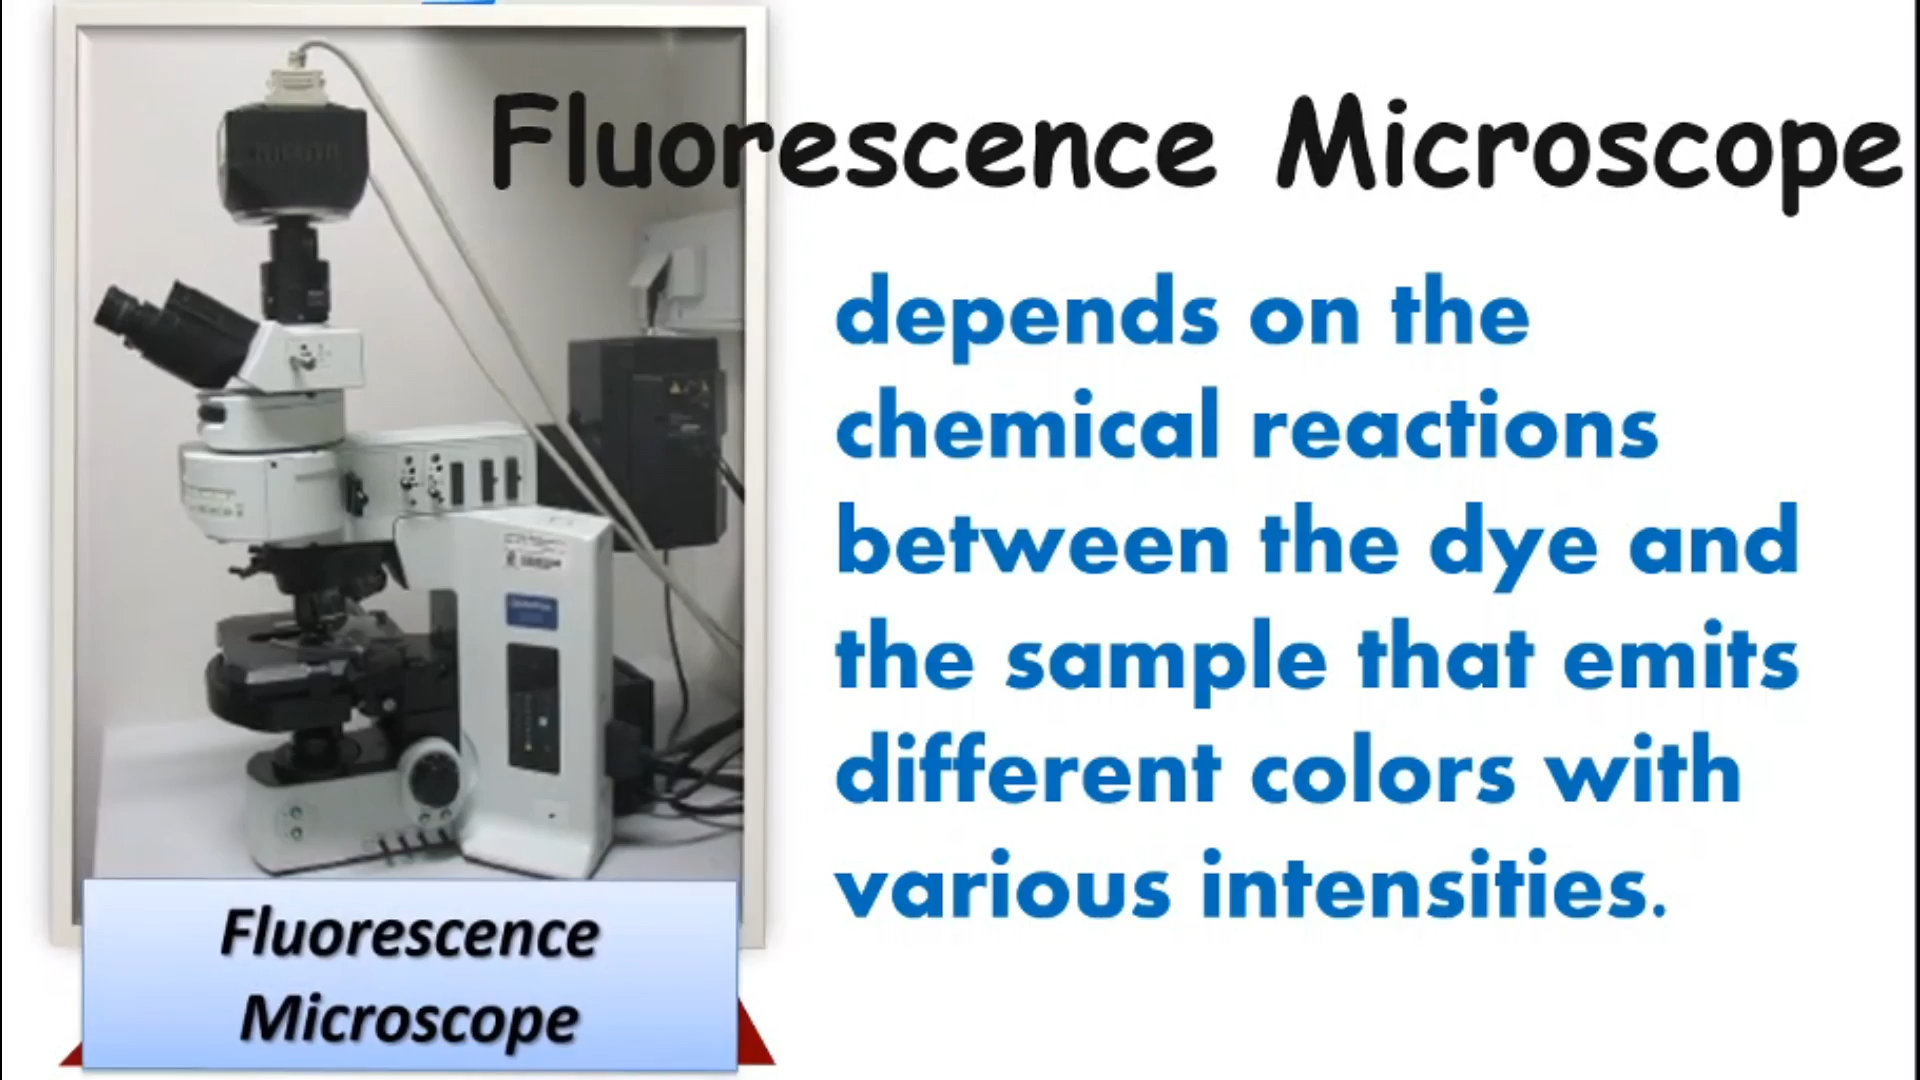 Fluorescence Microscope
depends on the
chemical reactions
between the dye and
the sample that emits
different colors with
various intensities.
Fluorescence
Microscope